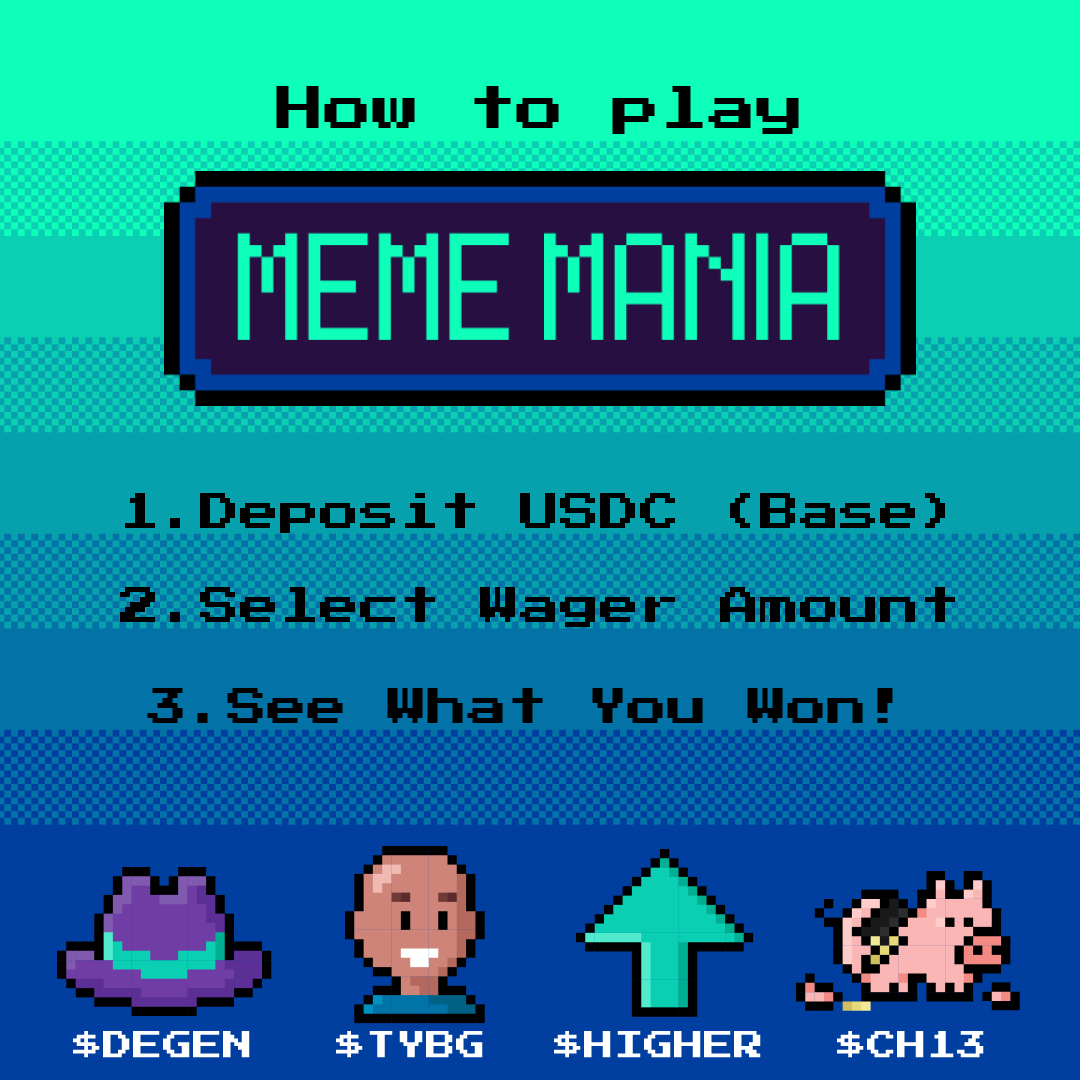 How to play
MEME MANIA
1.Deposit USDC (Base)
2.Select Wager Amount
3.See What You Won!
$DEGEN $TYBG $HIGHER $CH13